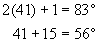 2(41) + 1 = 83°
41 + 15 = 56°